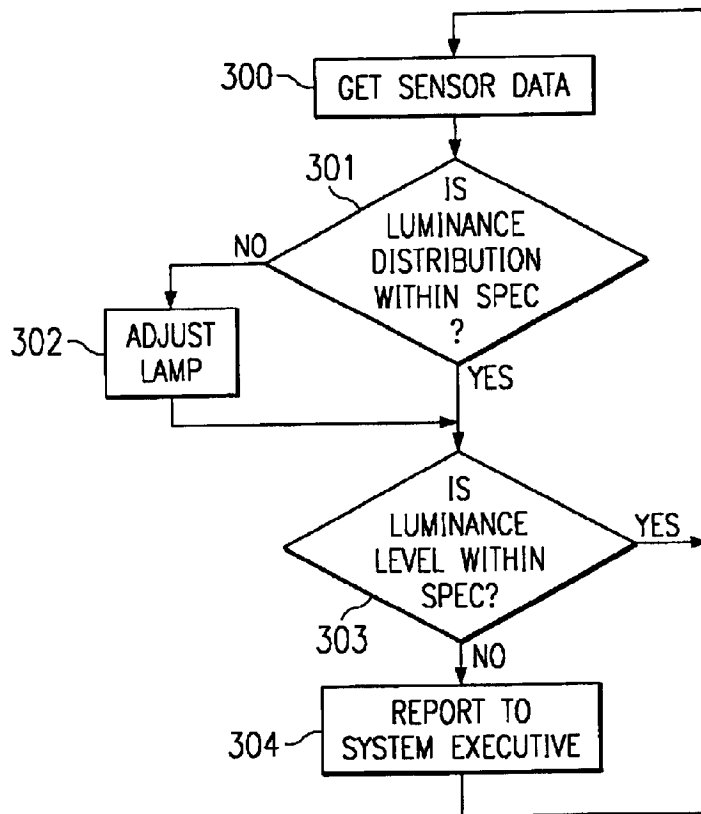 300
GET SENSOR DATA
301
IS
LUMINANCE
DISTRIBUTION
WITHIN SPEC
?
NO
302
ADJUST
LAMP
YES
IS
LUMINANCE
LEVEL WITHIN
SPEC?
YES
303
NO
304
REPORT TO
SYSTEM EXECUTIVE